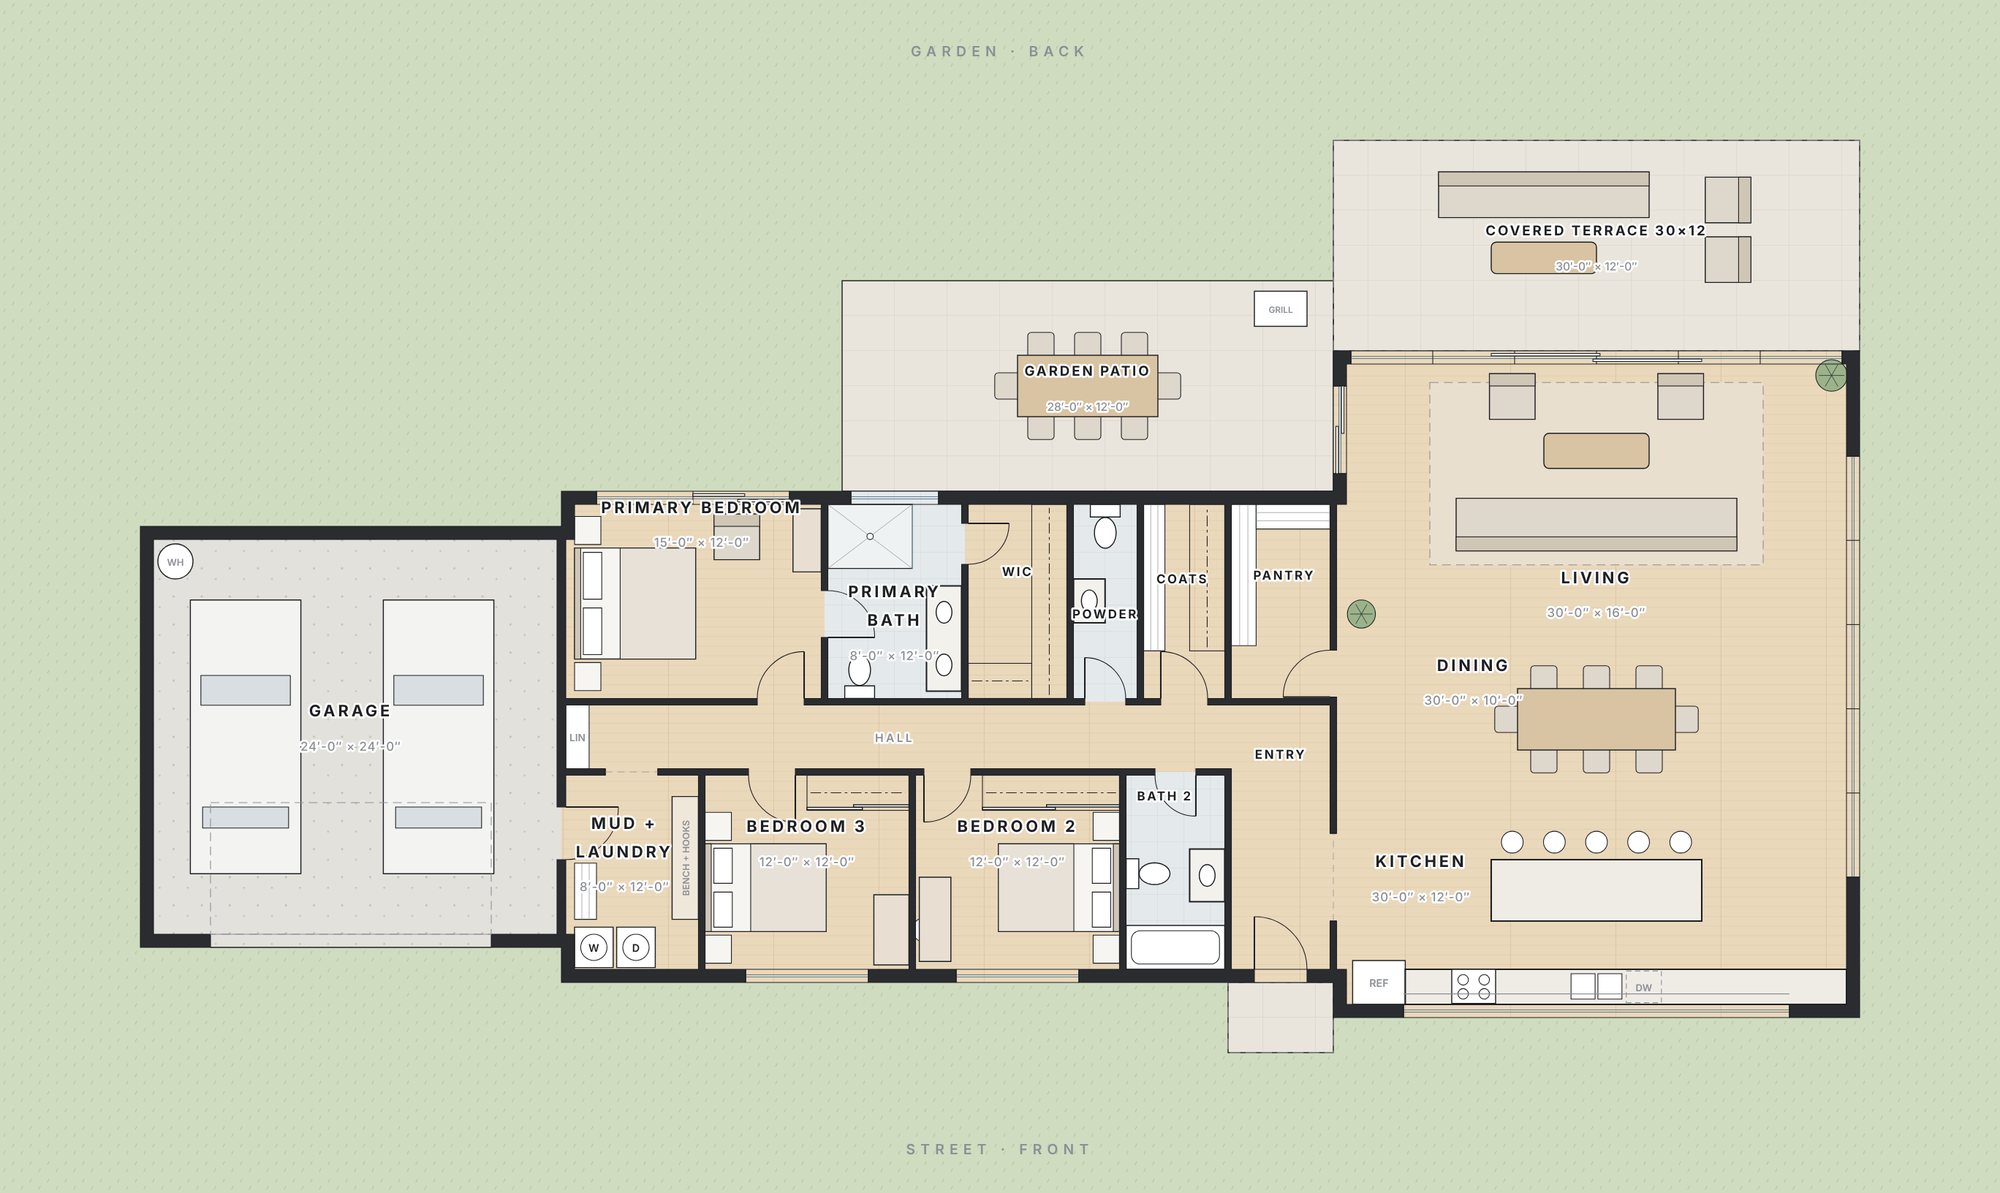 GARDEN · BACK
COVERED TERRACE 30×12
30'-0" × 12'-0"
GRILL
GARDEN PATIO
28'-0" × 12'-0"
PRIMARY BEDROOM
15'-0" × 12'-0"
WH
WIC
COATS
PANTRY
LIVING
30'-0" × 16'-0"
PRIMARY
BATH
8'-0" × 12'-0"
POWDER
DINING
30'-0" × 10'-0"
GARAGE
24'-0" × 24'-0"
LIN
HALL
ENTRY
BATH 2
MUD +
LAUNDRY
8'-0" × 12'-0"
BENCH + HOOKS
BEDROOM 3
12'-0" × 12'-0"
BEDROOM 2
12'-0" × 12'-0"
KITCHEN
30'-0" × 12'-0"
W
D
REF
DW
STREET · FRONT